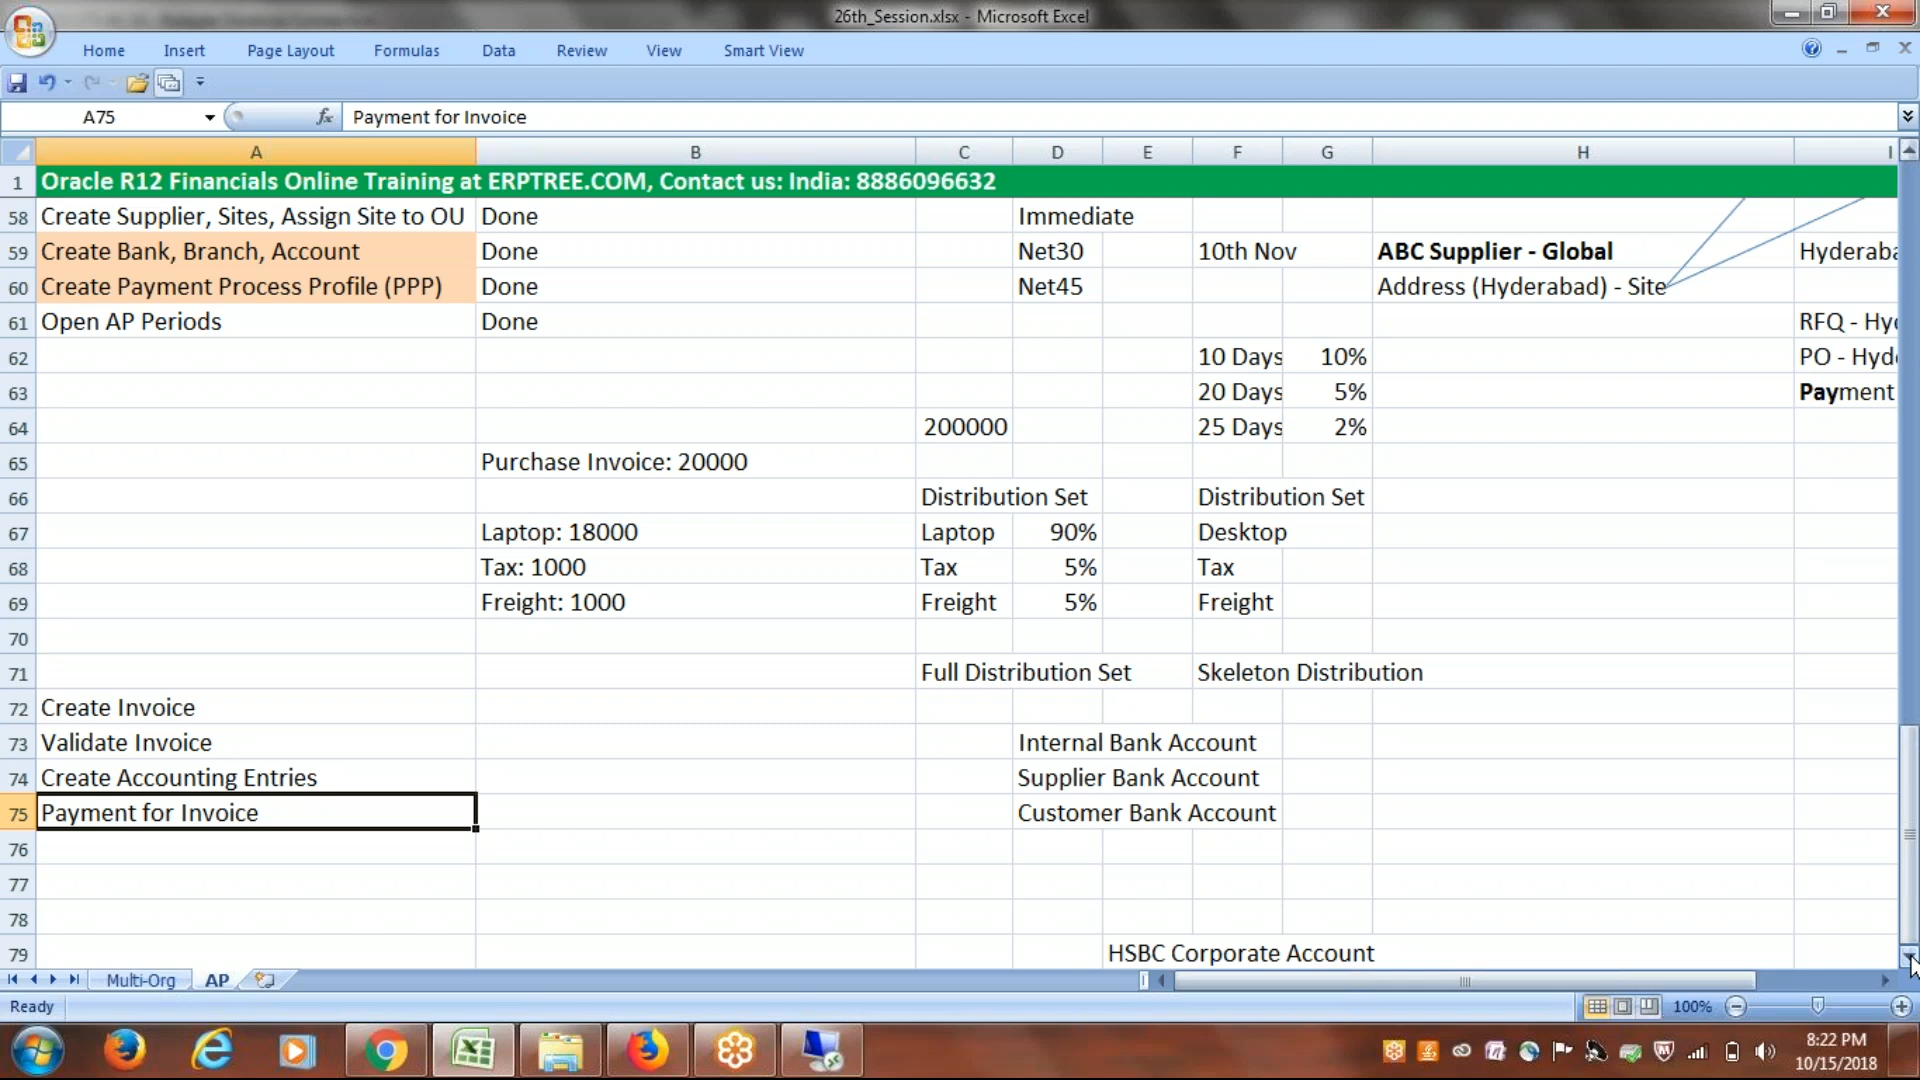 26th_Session.xlsx - Microsoft Excel
Home Insert Page Layout Formulas Data Review View Smart View
A75 fx Payment for Invoice
A B C D E F G H I
1 Oracle R12 Financials Online Training at ERPTREE.COM, Contact us: India: 8886096632
58 Create Supplier, Sites, Assign Site to OU Done Immediate
59 Create Bank, Branch, Account Done Net30 10th Nov ABC Supplier - Global Hyderaba
60 Create Payment Process Profile (PPP) Done Net45 Address (Hyderabad) - Site
61 Open AP Periods Done RFQ - Hyd
62 10 Days 10% PO - Hyde
63 20 Days 5% Payment
64 200000 25 Days 2%
65 Purchase Invoice: 20000
66 Distribution Set Distribution Set
67 Laptop: 18000 Laptop 90% Desktop
68 Tax: 1000 Tax 5% Tax
69 Freight: 1000 Freight 5% Freight
70
71 Full Distribution Set Skeleton Distribution
72 Create Invoice
73 Validate Invoice Internal Bank Account
74 Create Accounting Entries Supplier Bank Account
75 Payment for Invoice Customer Bank Account
76
77
78
79 HSBC Corporate Account
Multi-Org AP
Ready 100%
8:22 PM
10/15/2018